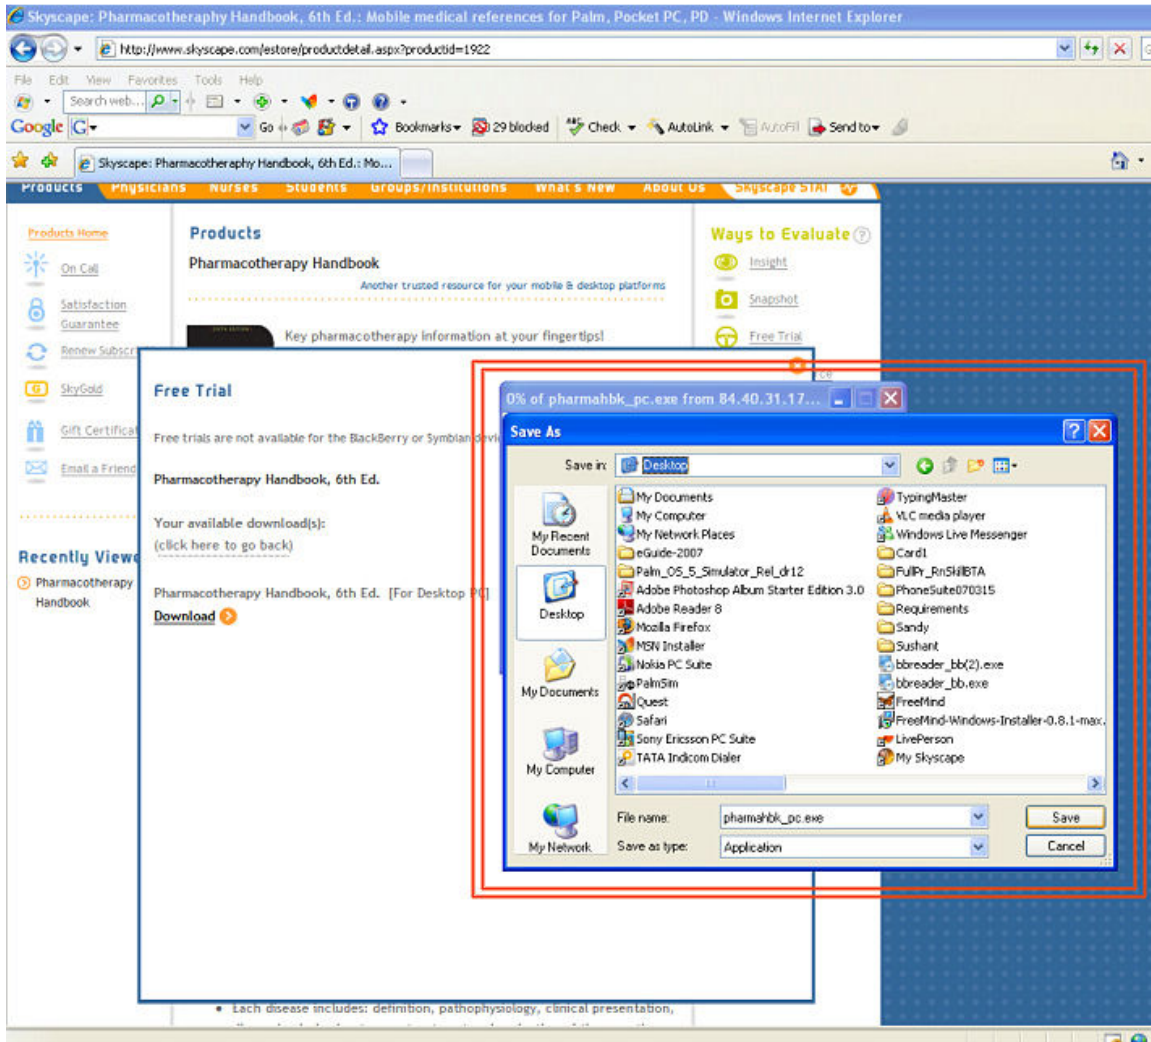 Skyscape: Pharmacotheraphy Handbook, 6th Ed.: Mobile medical references for Palm, Pocket PC, PD - Windows Internet Explorer
http://www.skyscape.com/estore/productdetail.aspx?productid=1922
File Edit View Favorites Tools Help
Search web...
Google G Go Bookmarks 29 blocked Check AutoLink AutoFill Send to
Skyscape: Pharmacotheraphy Handbook, 6th Ed.: Mo...
Products Physicians Nurses Students Groups/Institutions What's New About Us Skyscape STAT
Products Home
On Call
Satisfaction
Guarantee
Renew Subscr
SkyGold
Gift Certificat
Email a Friend
Recently Viewe
Pharmacotherapy
Handbook
Products
Pharmacotherapy Handbook
Another trusted resource for your mobile & desktop platforms
Key pharmacotherapy information at your fingertips!
Ways to Evaluate ?
Insight
Snapshot
Free Trial
Free Trial
Free trials are not available for the BlackBerry or Symbian devi
Pharmacotherapy Handbook, 6th Ed.
Your available download(s):
(click here to go back)
Pharmacotherapy Handbook, 6th Ed. [For Desktop PC]
Download
0% of pharmahbk_pc.exe from 84.40.31.17...
Save As
Save in: Desktop
My Recent
Documents
Desktop
My Documents
My Computer
My Network
My Documents
My Computer
My Network Places
eGuide-2007
Palm_OS_5_Simulator_Rel_dr12
Adobe Photoshop Album Starter Edition 3.0
Adobe Reader 8
Mozilla Firefox
MSN Installer
Nokia PC Suite
PalmSim
Quest
Safari
Sony Ericsson PC Suite
TATA Indicom Dialer
TypingMaster
VLC media player
Windows Live Messenger
Card1
FullPr_RnSkillBTA
PhoneSuite070315
Requirements
Sandy
Sushant
bbreader_bb(2).exe
bbreader_bb.exe
FreeMind
FreeMind-Windows-Installer-0.8.1-max.
LivePerson
My Skyscape
File name: pharmahbk_pc.exe Save
Save as type: Application Cancel
Each disease includes: definition, pathophysiology, clinical presentation,